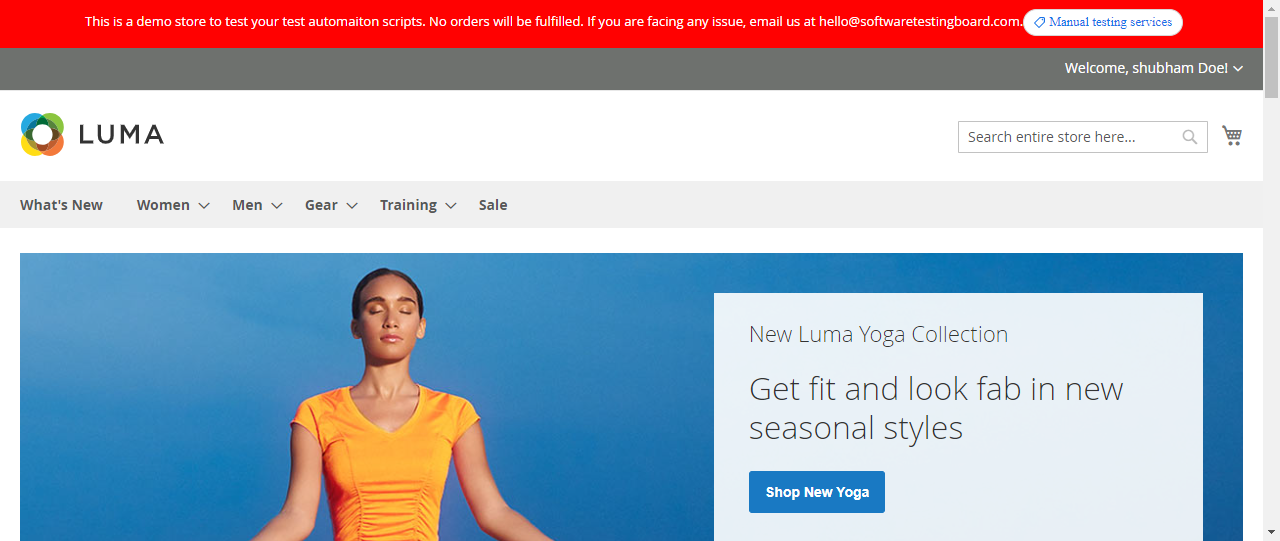 This is a demo store to test your test automaiton scripts. No orders will be fulfilled. If you are facing any issue, email us at hello@softwaretestingboard.com. Manual testing services
Welcome, shubham Doe!
LUMA
Search entire store here...
What's New Women Men Gear Training Sale
New Luma Yoga Collection
Get fit and look fab in new
seasonal styles
Shop New Yoga